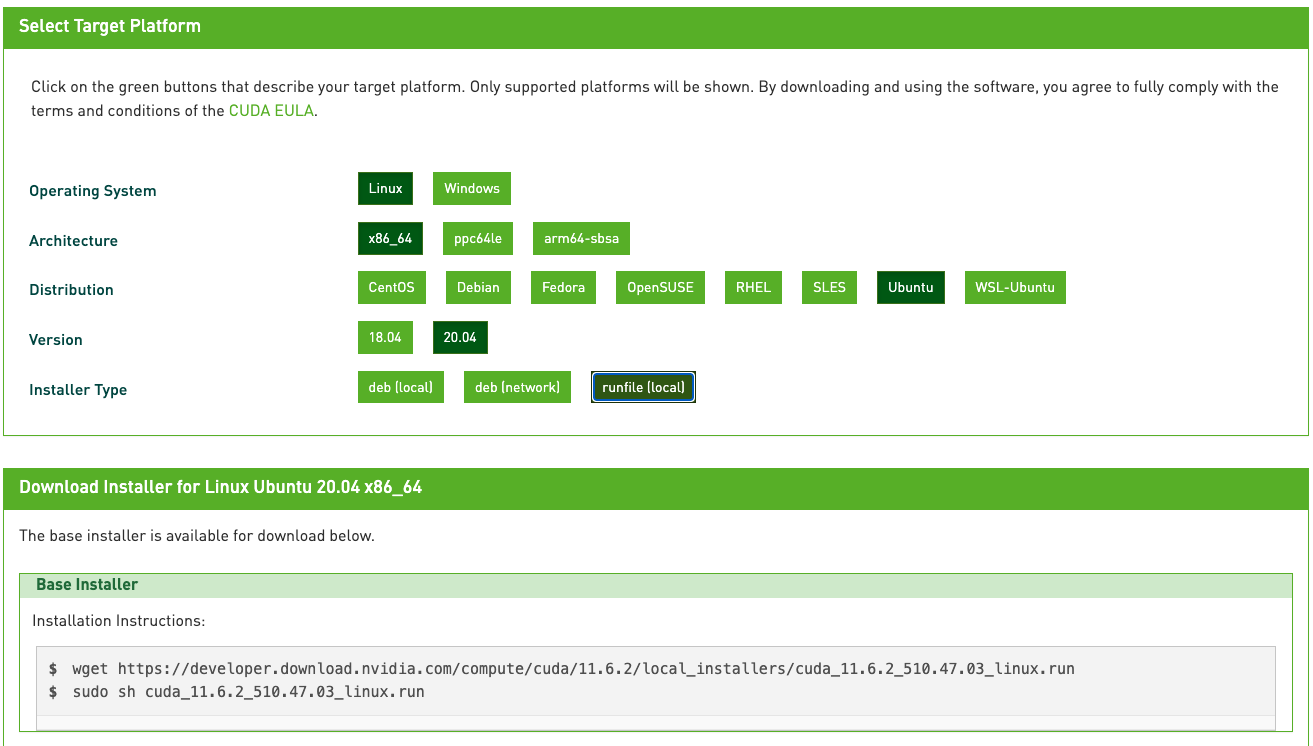 Select Target Platform
Click on the green buttons that describe your target platform. Only supported platforms will be shown. By downloading and using the software, you agree to fully comply with the
terms and conditions of the CUDA EULA.
Operating System Linux Windows
Architecture x86_64 ppc64le arm64-sbsa
Distribution CentOS Debian Fedora OpenSUSE RHEL SLES Ubuntu WSL-Ubuntu
Version 18.04 20.04
Installer Type deb (local) deb (network) runfile (local)
Download Installer for Linux Ubuntu 20.04 x86_64
The base installer is available for download below.
Base Installer
Installation Instructions:
$ wget https://developer.download.nvidia.com/compute/cuda/11.6.2/local_installers/cuda_11.6.2_510.47.03_linux.run
$ sudo sh cuda_11.6.2_510.47.03_linux.run